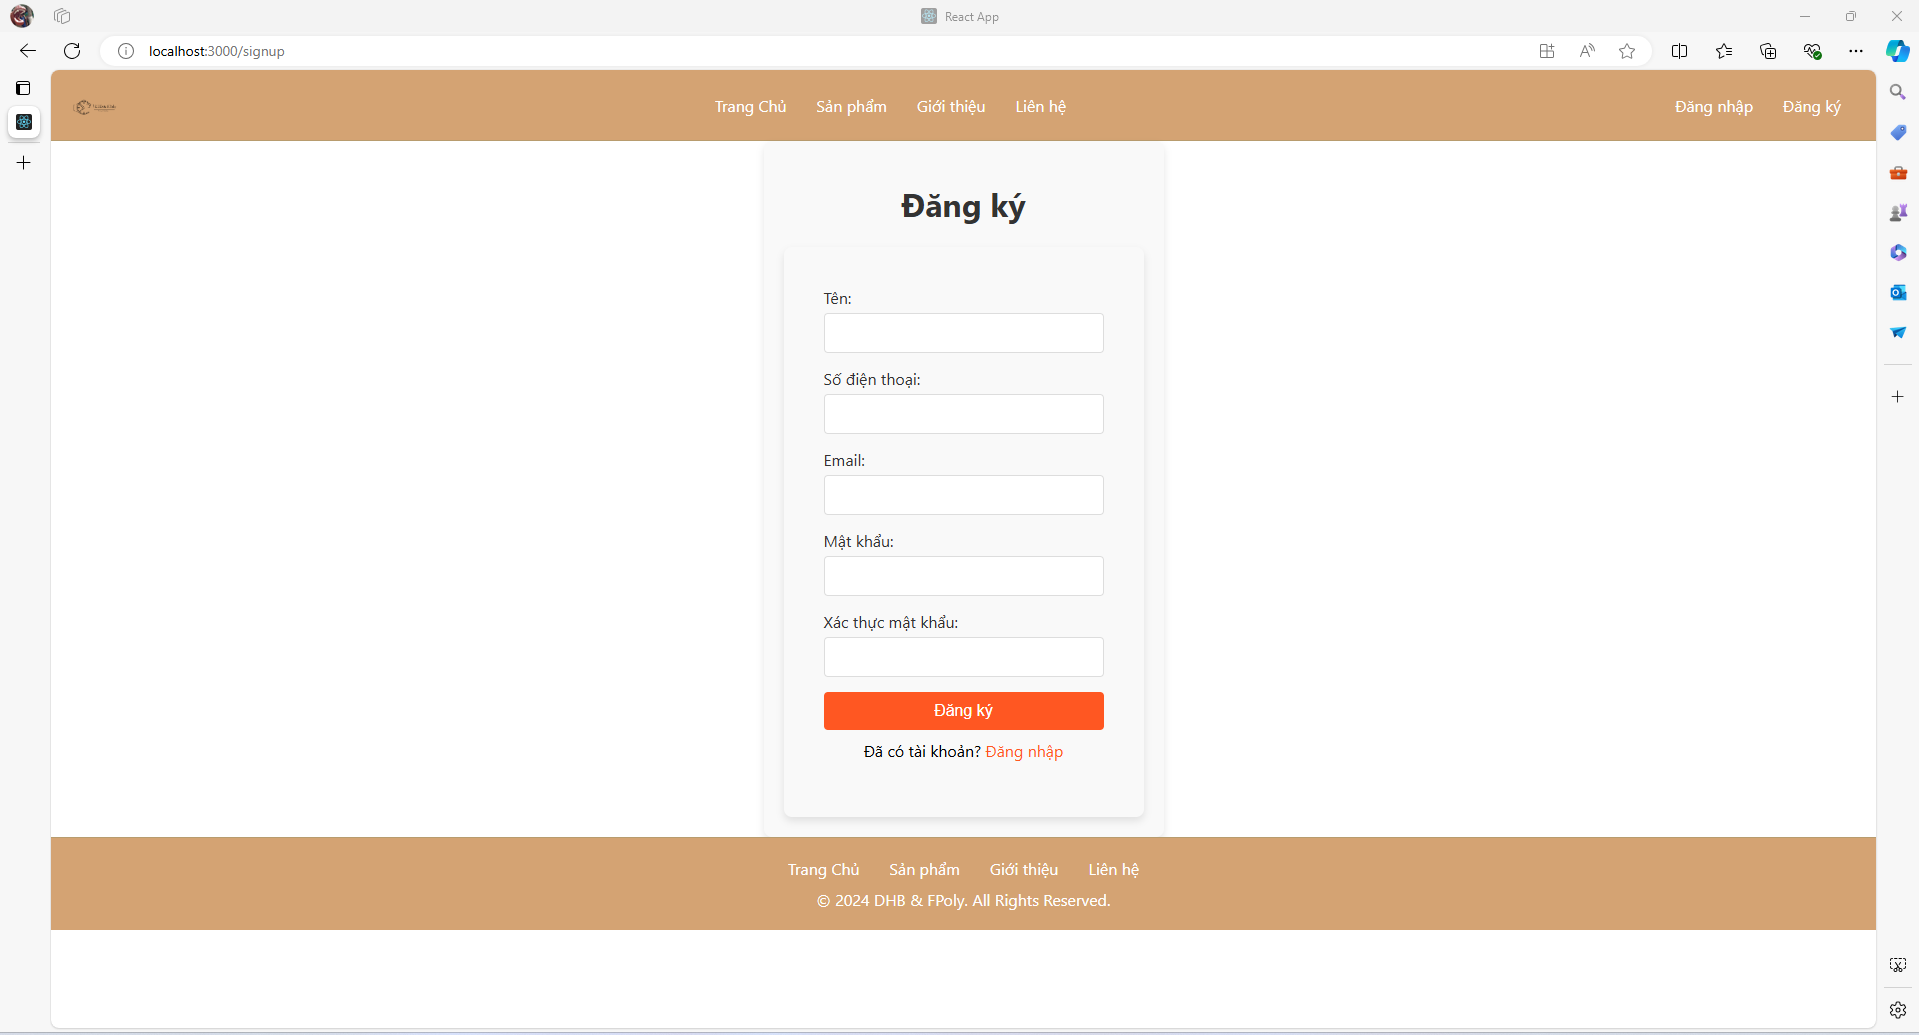 React App
localhost:3000/signup
Trang Chủ Sản phẩm Giới thiệu Liên hệ Đăng nhập Đăng ký
Đăng ký
Tên:
Số điện thoại:
Email:
Mật khẩu:
Xác thực mật khẩu:
Đăng ký
Đã có tài khoản? Đăng nhập
Trang Chủ Sản phẩm Giới thiệu Liên hệ
© 2024 DHB & FPoly. All Rights Reserved.